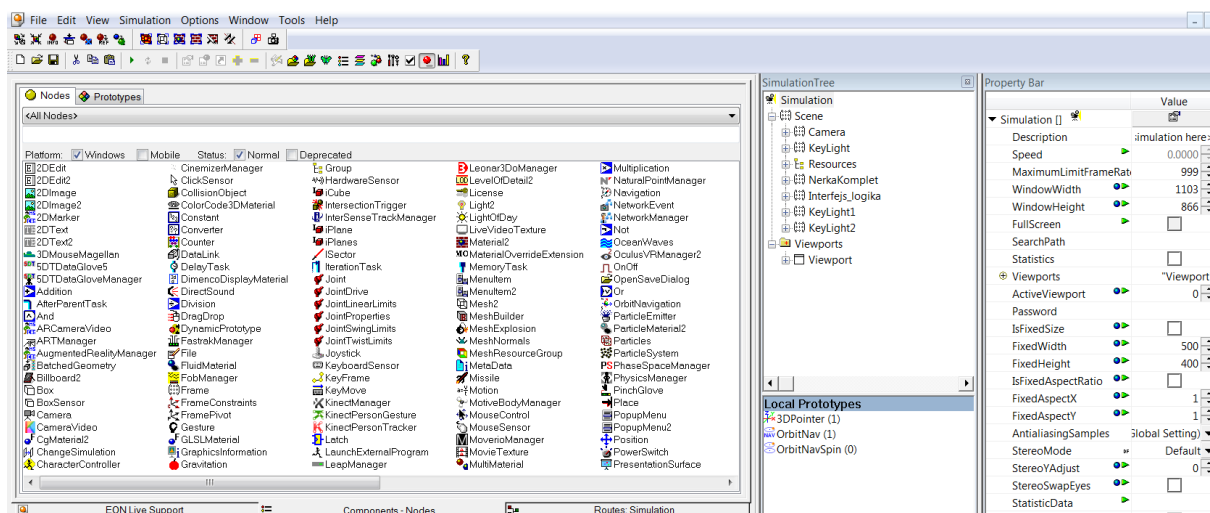 File Edit View Simulation Options Window Tools Help
Nodes Prototypes
<All Nodes>
Platform: Windows Mobile Status: Normal Deprecated
2DEdit
2DEdit2
2DImage
2DImage2
2DMarker
2DText
2DText2
3DMouseMagellan
5DTDataGlove5
5DTDataGloveManager
Addition
AfterParentTask
And
ARCameraVideo
ARTManager
AugmentedRealityManager
BatchedGeometry
Billboard2
Box
BoxSensor
Camera
CameraVideo
CgMaterial2
ChangeSimulation
CharacterController
CinemizerManager
ClickSensor
CollisionObject
ColorCode3DMaterial
Constant
Converter
Counter
DataLink
DelayTask
DimencoDisplayMaterial
DirectSound
Division
DragDrop
DynamicPrototype
FastrakManager
File
FluidMaterial
FobManager
Frame
FrameConstraints
FramePivot
Gesture
GLSLMaterial
GraphicsInformation
Gravitation
Group
HardwareSensor
iCube
IntersectionTrigger
InterSenseTrackManager
iPlane
iPlanes
ISector
IterationTask
Joint
JointDrive
JointLinearLimits
JointProperties
JointSwingLimits
JointTwistLimits
Joystick
KeyboardSensor
KeyFrame
KeyMove
KinectManager
KinectPersonGesture
KinectPersonTracker
Latch
LaunchExternalProgram
LeapManager
Leonar3DoManager
LevelOfDetail2
License
Light2
LightOfDay
LiveVideoTexture
Material2
MaterialOverrideExtension
MemoryTask
MenuItem
MenuItem2
Mesh2
MeshBuilder
MeshExplosion
MeshNormals
MeshResourceGroup
MetaData
Missile
Motion
MotiveBodyManager
MouseControl
MouseSensor
MoverioManager
MovieTexture
MultiMaterial
Multiplication
NaturalPointManager
Navigation
NetworkEvent
NetworkManager
Not
OceanWaves
OculusVRManager2
OnOff
OpenSaveDialog
Or
OrbitNavigation
ParticleEmitter
ParticleMaterial2
Particles
ParticleSystem
PhaseSpaceManager
PhysicsManager
PinchGlove
Place
PopupMenu
PopupMenu2
Position
PowerSwitch
PresentationSurface
EON Live Support Components - Nodes Routes: Simulation
SimulationTree
Simulation
Scene
Camera
KeyLight
Resources
NerkaKomplet
Interfejs_logika
KeyLight1
KeyLight2
Viewports
Viewport
Local Prototypes
3DPointer (1)
OrbitNav (1)
OrbitNavSpin (0)
Property Bar
Value
Simulation []
Description simulation here>
Speed 0.0000
MaximumLimitFrameRat 999
WindowWidth 1103
WindowHeight 866
FullScreen
SearchPath
Statistics
Viewports "Viewport
ActiveViewport 0
Password
IsFixedSize
FixedWidth 500
FixedHeight 400
IsFixedAspectRatio
FixedAspectX 1
FixedAspectY 1
AntialiasingSamples Global Setting)
StereoMode Default
StereoYAdjust 0
StereoSwapEyes
StatisticData